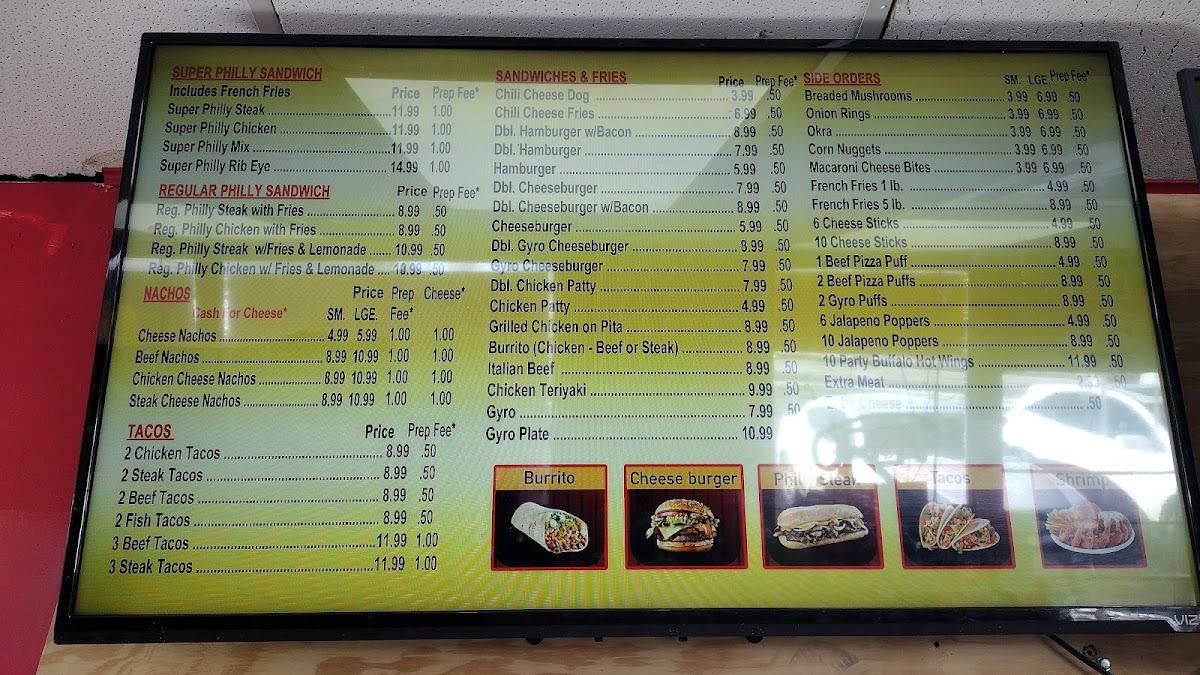 SUPER PHILLY SANDWICH
Includes French Fries Price Prep Fee*
Super Philly Steak 11.99 1.00
Super Philly Chicken 11.99 1.00
Super Philly Mix 11.99 1.00
Super Philly Rib Eye 14.99 1.00
REGULAR PHILLY SANDWICH Price Prep Fee*
Reg. Philly Steak with Fries 8.99 .50
Reg. Philly Chicken with Fries 8.99 .50
Reg. Philly Streak w/Fries & Lemonade 10.99 .50
Reg. Philly Chicken w/ Fries & Lemonade 10.99 .50
NACHOS Price Prep Cheese*
Cash For Cheese* SM. LGE. Fee*
Cheese Nachos 4.99 5.99 1.00 1.00
Beef Nachos 8.99 10.99 1.00 1.00
Chicken Cheese Nachos 8.99 10.99 1.00 1.00
Steak Cheese Nachos 8.99 10.99 1.00 1.00
TACOS Price Prep Fee*
2 Chicken Tacos 8.99 .50
2 Steak Tacos 8.99 .50
2 Beef Tacos 8.99 .50
2 Fish Tacos 8.99 .50
3 Beef Tacos 11.99 1.00
3 Steak Tacos 11.99 1.00
SANDWICHES & FRIES Price Prep Fee*
Chili Cheese Dog 3.99 .50
Chili Cheese Fries 6.99 .50
Dbl. Hamburger w/Bacon 8.99 .50
Dbl. Hamburger 7.99 .50
Hamburger 5.99 .50
Dbl. Cheeseburger 7.99 .50
Dbl. Cheeseburger w/Bacon 8.99 .50
Cheeseburger 5.99 .50
Dbl. Gyro Cheeseburger 8.99 .50
Gyro Cheeseburger 7.99 .50
Dbl. Chicken Patty 7.99 .50
Chicken Patty 4.99 .50
Grilled Chicken on Pita 8.99 .50
Burrito (Chicken - Beef or Steak) 8.99 .50
Italian Beef 8.99 .50
Chicken Teriyaki 9.99 .50
Gyro 7.99 .50
Gyro Plate 10.99
SIDE ORDERS SM. LGE. Prep Fee*
Breaded Mushrooms 3.99 6.99 .50
Onion Rings 3.99 6.99 .50
Okra 3.99 6.99 .50
Corn Nuggets 3.99 6.99 .50
Macaroni Cheese Bites 3.99 6.99 .50
French Fries 1 lb. 4.99 .50
French Fries 5 lb. 8.99 .50
6 Cheese Sticks 4.99 .50
10 Cheese Sticks 8.99 .50
1 Beef Pizza Puff 4.99 .50
2 Beef Pizza Puffs 8.99 .50
2 Gyro Puffs 8.99 .50
6 Jalapeno Poppers 4.99 .50
10 Jalapeno Poppers 8.99 .50
10 Party Buffalo Hot Wings 11.99 .50
Extra Meat .50
Cheese .50
Burrito
Cheese burger
Philly Steak
Tacos
Shrimp
VIZ